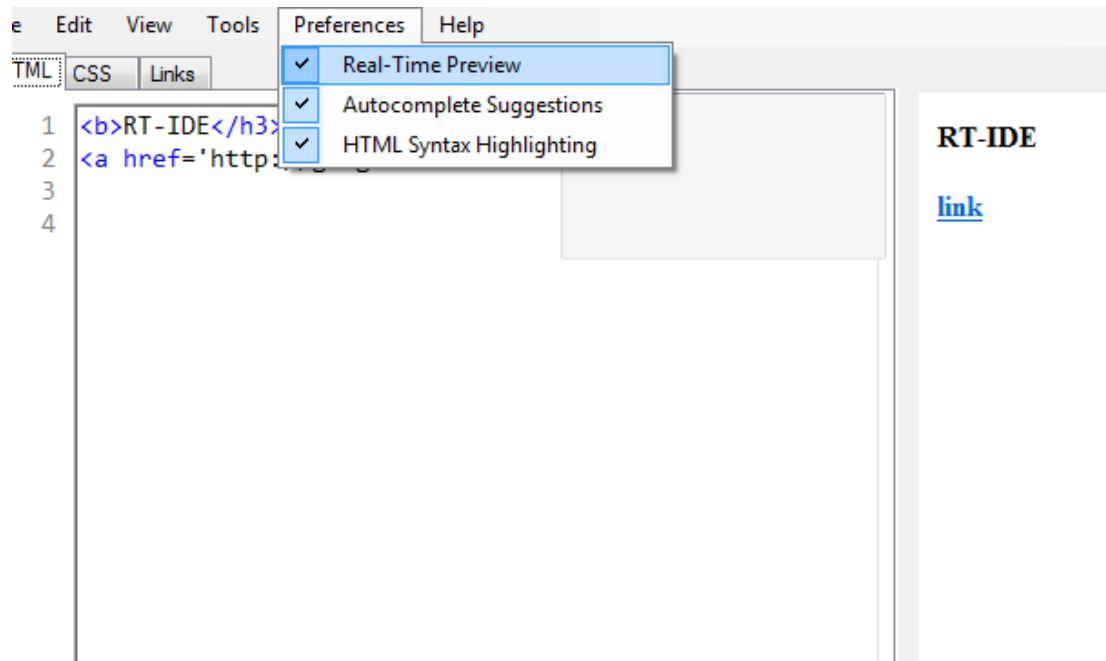 e Edit View Tools Preferences Help
Real-Time Preview
Autocomplete Suggestions
HTML Syntax Highlighting
TML CSS Links
1 <b>RT-IDE</h3>
2 <a href='http:
3
4
RT-IDE
link